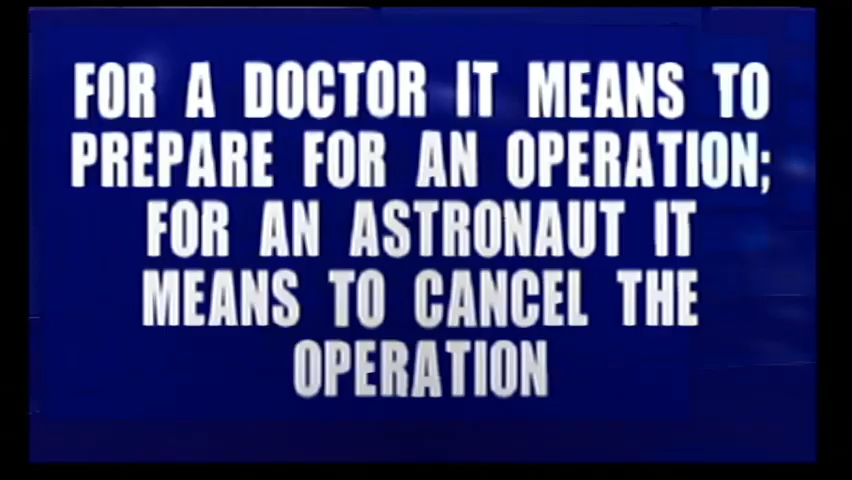 FOR A DOCTOR IT MEANS TO
PREPARE FOR AN OPERATION;
FOR AN ASTRONAUT IT
MEANS TO CANCEL THE
OPERATION